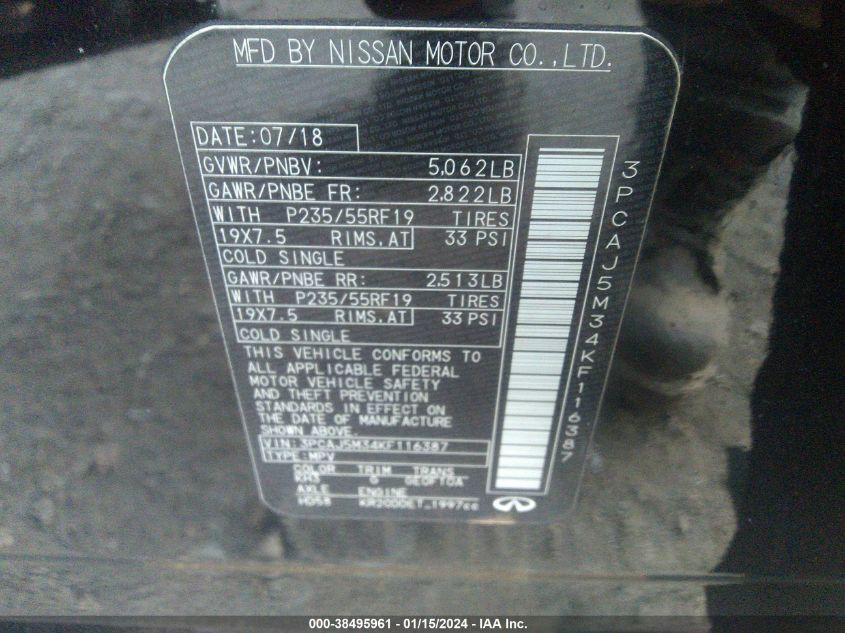 MFD BY NISSAN MOTOR CO.,LTD.
DATE:07/18
GVWR/PNBV: 5,062LB
GAWR/PNBE FR: 2,822LB
WITH P235/55RF19 TIRES
19X7.5 RIMS,AT 33 PSI
COLD SINGLE
GAWR/PNBE RR: 2,513LB
WITH P235/55RF19 TIRES
19X7.5 RIMS,AT 33 PSI
COLD SINGLE
THIS VEHICLE CONFORMS TO
ALL APPLICABLE FEDERAL
MOTOR VEHICLE SAFETY
AND THEFT PREVENTION
STANDARDS IN EFFECT ON
THE DATE OF MANUFACTURE
SHOWN ABOVE.
VIN: 3PCAJ5M34KF116387
TYPE: MPV
COLOR TRIM TRANS
KH3 G
AXLE ENGINE
KR20DDET 1997cc
3PCAJ5M34KF116387
000-38495961 - 01/15/2024 - IAA Inc.